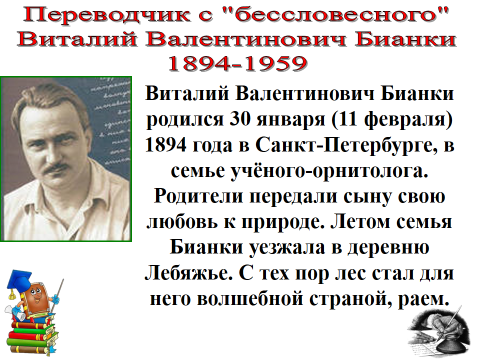 Переводчик с "бессловесного"
Виталий Валентинович Бианки
1894-1959
Виталий Валентинович Бианки
родился 30 января (11 февраля)
1894 года в Санкт-Петербурге, в
семье учёного-орнитолога.
Родители передали сыну свою
любовь к природе. Летом семья
Бианки уезжала в деревню
Лебяжье. С тех пор лес стал для
него волшебной страной, раем.